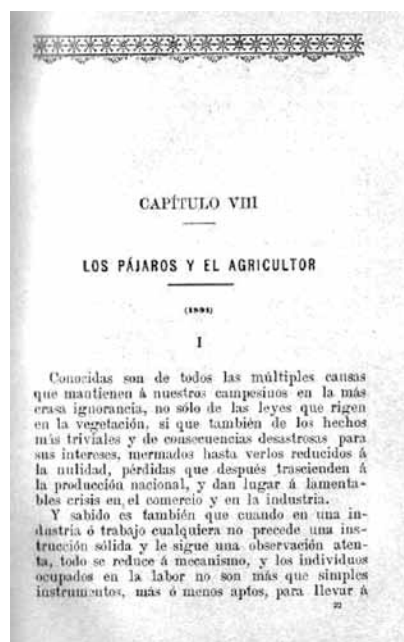 CAPÍTULO VIII
LOS PÁJAROS Y EL AGRICULTOR
I
Conocidas son de todos las múltiples causas
que mantienen á nuestros campesinos en la más
crasa ignorancia, no sólo de las leyes que rigen
en la vegetación, si que también de los hechos
más triviales y de consecuencias desastrosas para
sus intereses, mermados hasta verlos reducidos á
la nulidad, pérdidas que después trascienden á
la producción nacional, y dan lugar á lamenta-
bles crisis en el comercio y en la industria.
Y sabido es también que cuando en una in-
dustria ó trabajo cualquiera no precede una ins-
trucción sólida y le sigue una observación aten-
ta, todo se reduce á mecanismo, y los individuos
ocupados en la labor no son más que simples
instrumentos, más ó menos aptos, para llevar á
22